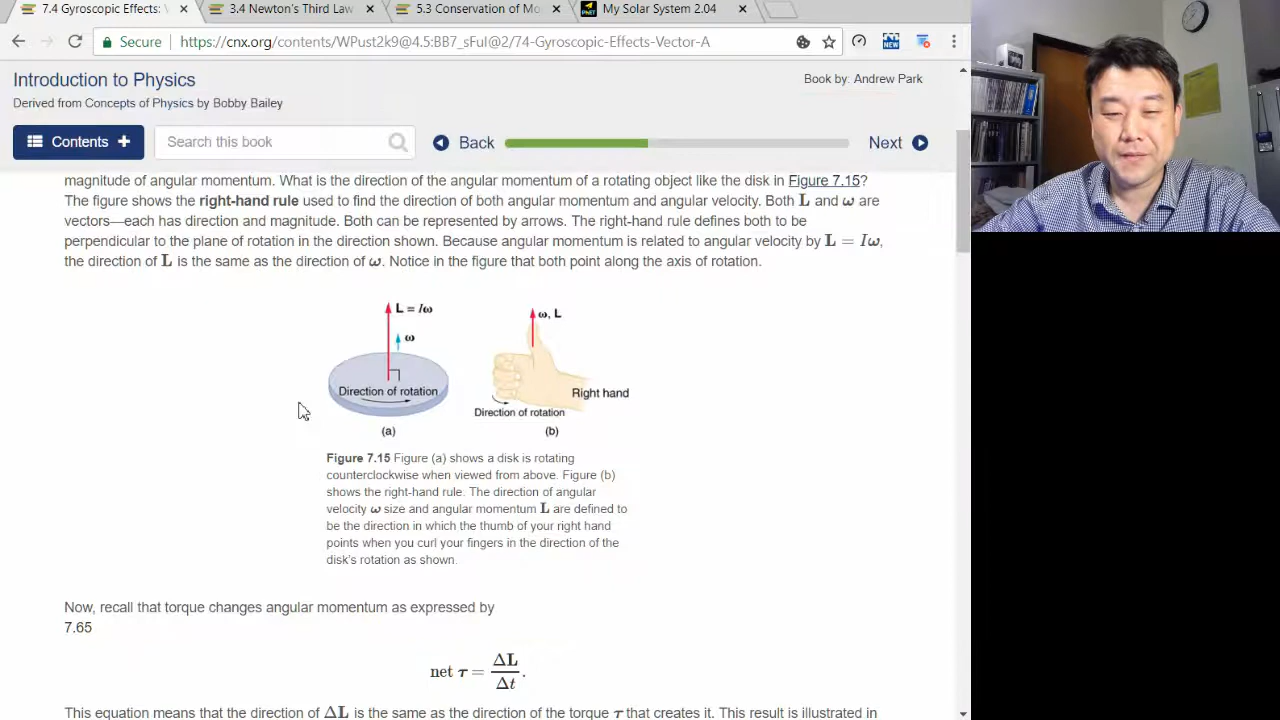 7.4 Gyroscopic Effects: V
3.4 Newton's Third Law
5.3 Conservation of Mo
My Solar System 2.04
Secure
https://cnx.org/contents/WPust2k9@4.5:BB7_sFuI@2/74-Gyroscopic-Effects-Vector-A
NEW
Introduction to Physics
Book by: Andrew Park
Derived from Concepts of Physics by Bobby Bailey
Contents +
Search this book
Back
Next
magnitude of angular momentum. What is the direction of the angular momentum of a rotating object like the disk in Figure 7.15?
The figure shows the right-hand rule used to find the direction of both angular momentum and angular velocity. Both L and ω are
vectors—each has direction and magnitude. Both can be represented by arrows. The right-hand rule defines both to be
perpendicular to the plane of rotation in the direction shown. Because angular momentum is related to angular velocity by L = Iω,
the direction of L is the same as the direction of ω. Notice in the figure that both point along the axis of rotation.
L = Iω
ω
Direction of rotation
(a)
ω, L
Right hand
Direction of rotation
(b)
Figure 7.15 Figure (a) shows a disk is rotating
counterclockwise when viewed from above. Figure (b)
shows the right-hand rule. The direction of angular
velocity ω size and angular momentum L are defined to
be the direction in which the thumb of your right hand
points when you curl your fingers in the direction of the
disk's rotation as shown.
Now, recall that torque changes angular momentum as expressed by
7.65
net τ = ΔL/Δt.
This equation means that the direction of ΔL is the same as the direction of the torque τ that creates it. This result is illustrated in